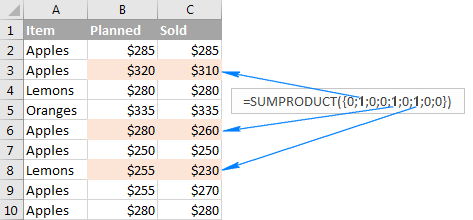 A B C
1 Item Planned Sold
2 Apples $285 $285
3 Apples $320 $310
4 Lemons $280 $280
5 Oranges $335 $335
=SUMPRODUCT({0;1;0;0;1;0;1;0;0})
6 Apples $280 $260
7 Apples $250 $250
8 Lemons $255 $230
9 Apples $255 $270
10 Apples $280 $280